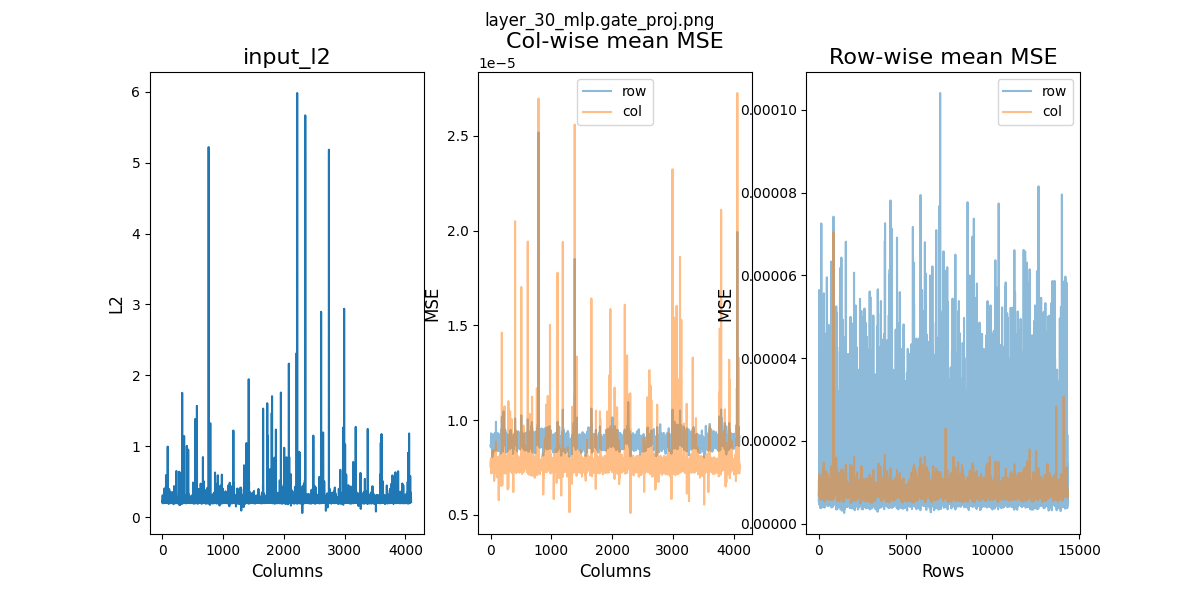 layer_30_mlp.gate_proj.png
input_l2
L2
6
5
4
3
2
1
0
0 1000 2000 3000 4000
Columns
Col-wise mean MSE
1e−5
row
col
MSE
2.5
2.0
1.5
1.0
0.5
0 1000 2000 3000 4000
Columns
Row-wise mean MSE
row
col
MSE
0.00010
0.00008
0.00006
0.00004
0.00002
0.00000
0 5000 10000 15000
Rows